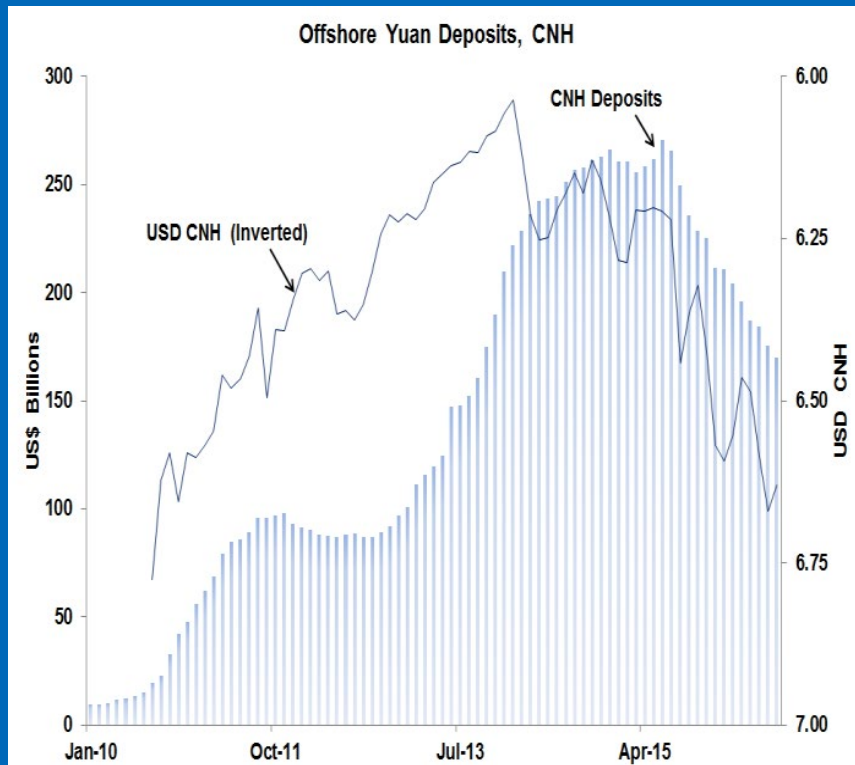 Offshore Yuan Deposits, CNH
300
250
200
150
100
50
0
US$ Billions
6.00
6.25
6.50
6.75
7.00
USD CNH
CNH Deposits
USD CNH (Inverted)
Jan-10
Oct-11
Jul-13
Apr-15